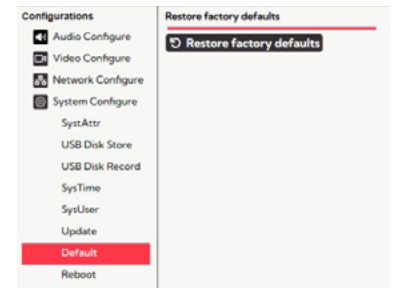 Configurations
Audio Configure
Video Configure
Network Configure
System Configure
SystAttr
USB Disk Store
USB Disk Record
SysTime
SysUser
Update
Default
Reboot
Restore factory defaults
Restore factory defaults